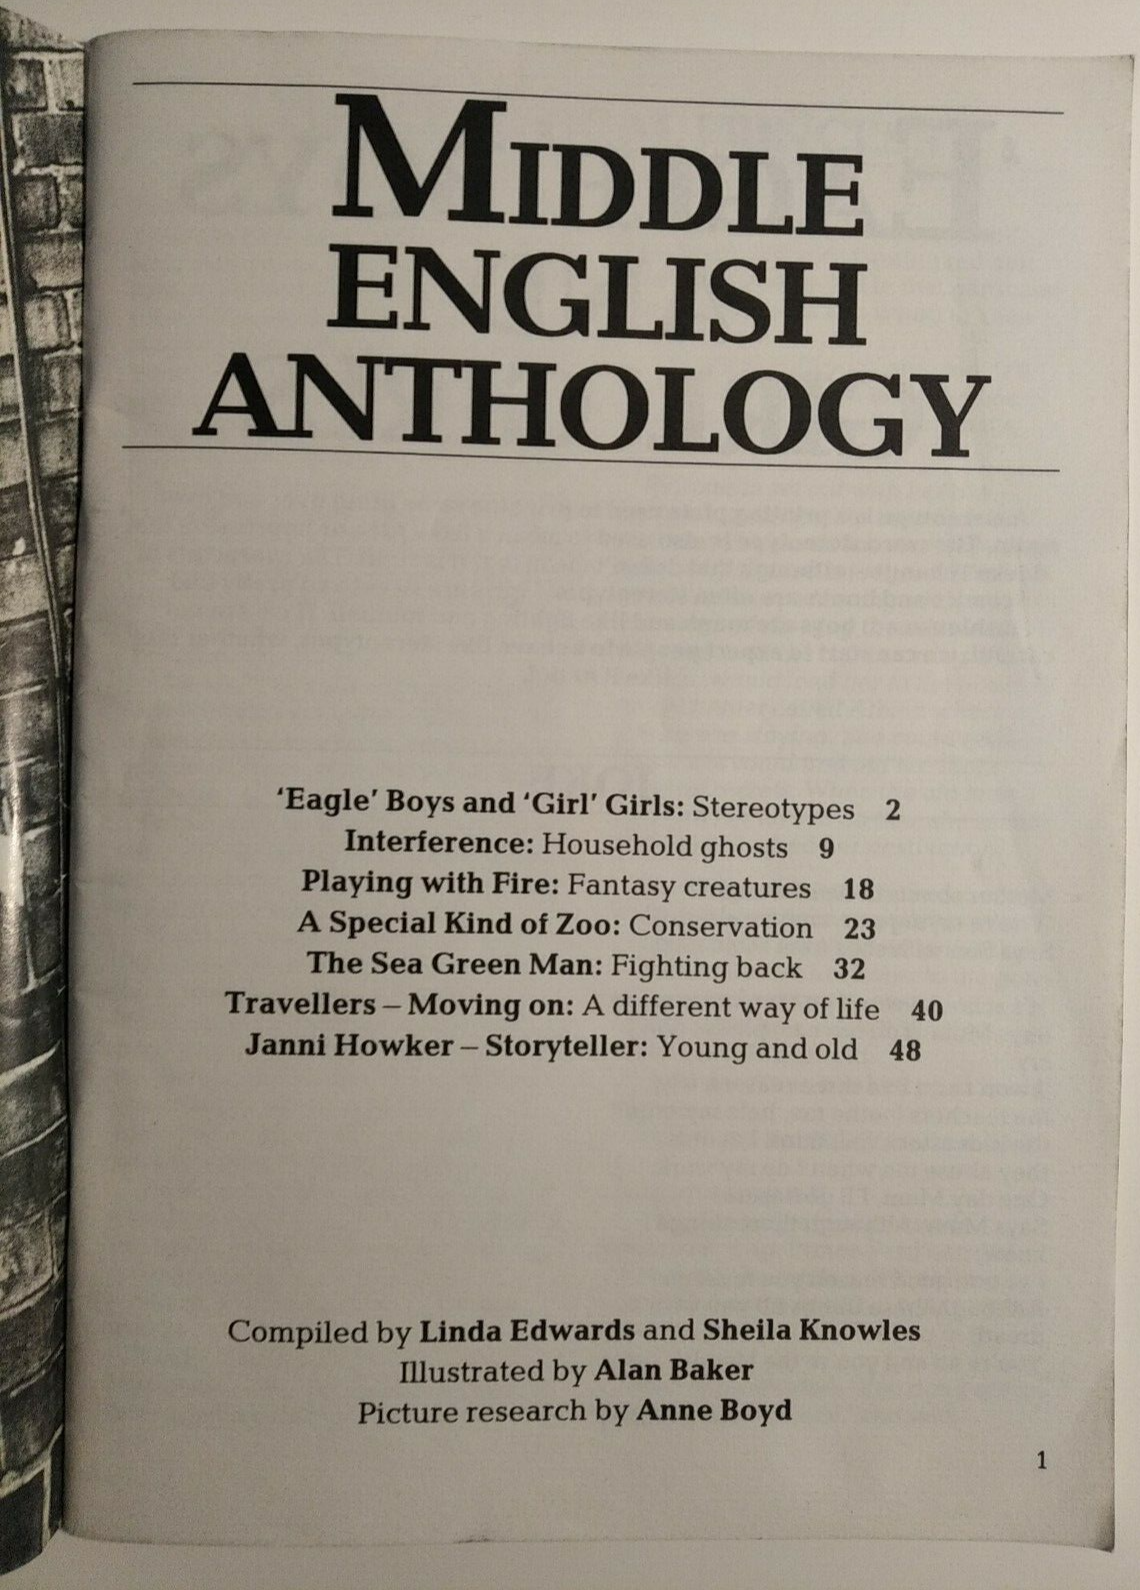 MIDDLE
ENGLISH
ANTHOLOGY
‘Eagle’ Boys and ‘Girl’ Girls: Stereotypes 2
Interference: Household ghosts 9
Playing with Fire: Fantasy creatures 18
A Special Kind of Zoo: Conservation 23
The Sea Green Man: Fighting back 32
Travellers – Moving on: A different way of life 40
Janni Howker – Storyteller: Young and old 48
Compiled by Linda Edwards and Sheila Knowles
Illustrated by Alan Baker
Picture research by Anne Boyd
1